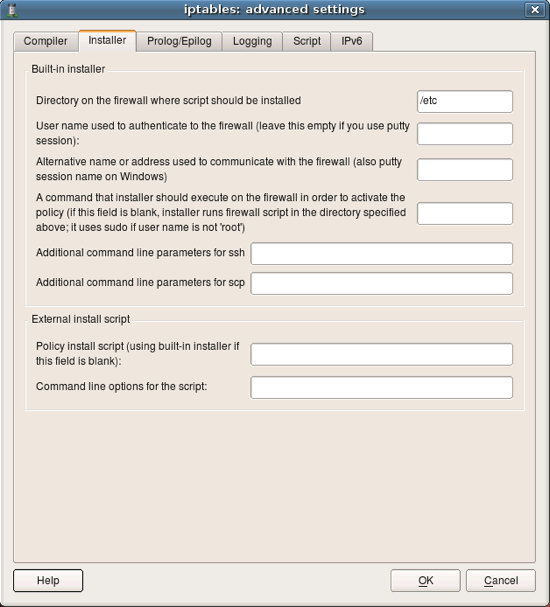 iptables: advanced settings
Compiler Installer Prolog/Epilog Logging Script IPv6
Built-in installer
Directory on the firewall where script should be installed /etc
User name used to authenticate to the firewall (leave this empty if you use putty
session):
Alternative name or address used to communicate with the firewall (also putty
session name on Windows)
A command that installer should execute on the firewall in order to activate the
policy (if this field is blank, installer runs firewall script in the directory specified
above; it uses sudo if user name is not 'root')
Additional command line parameters for ssh
Additional command line parameters for scp
External install script
Policy install script (using built-in installer if
this field is blank):
Command line options for the script:
Help OK Cancel